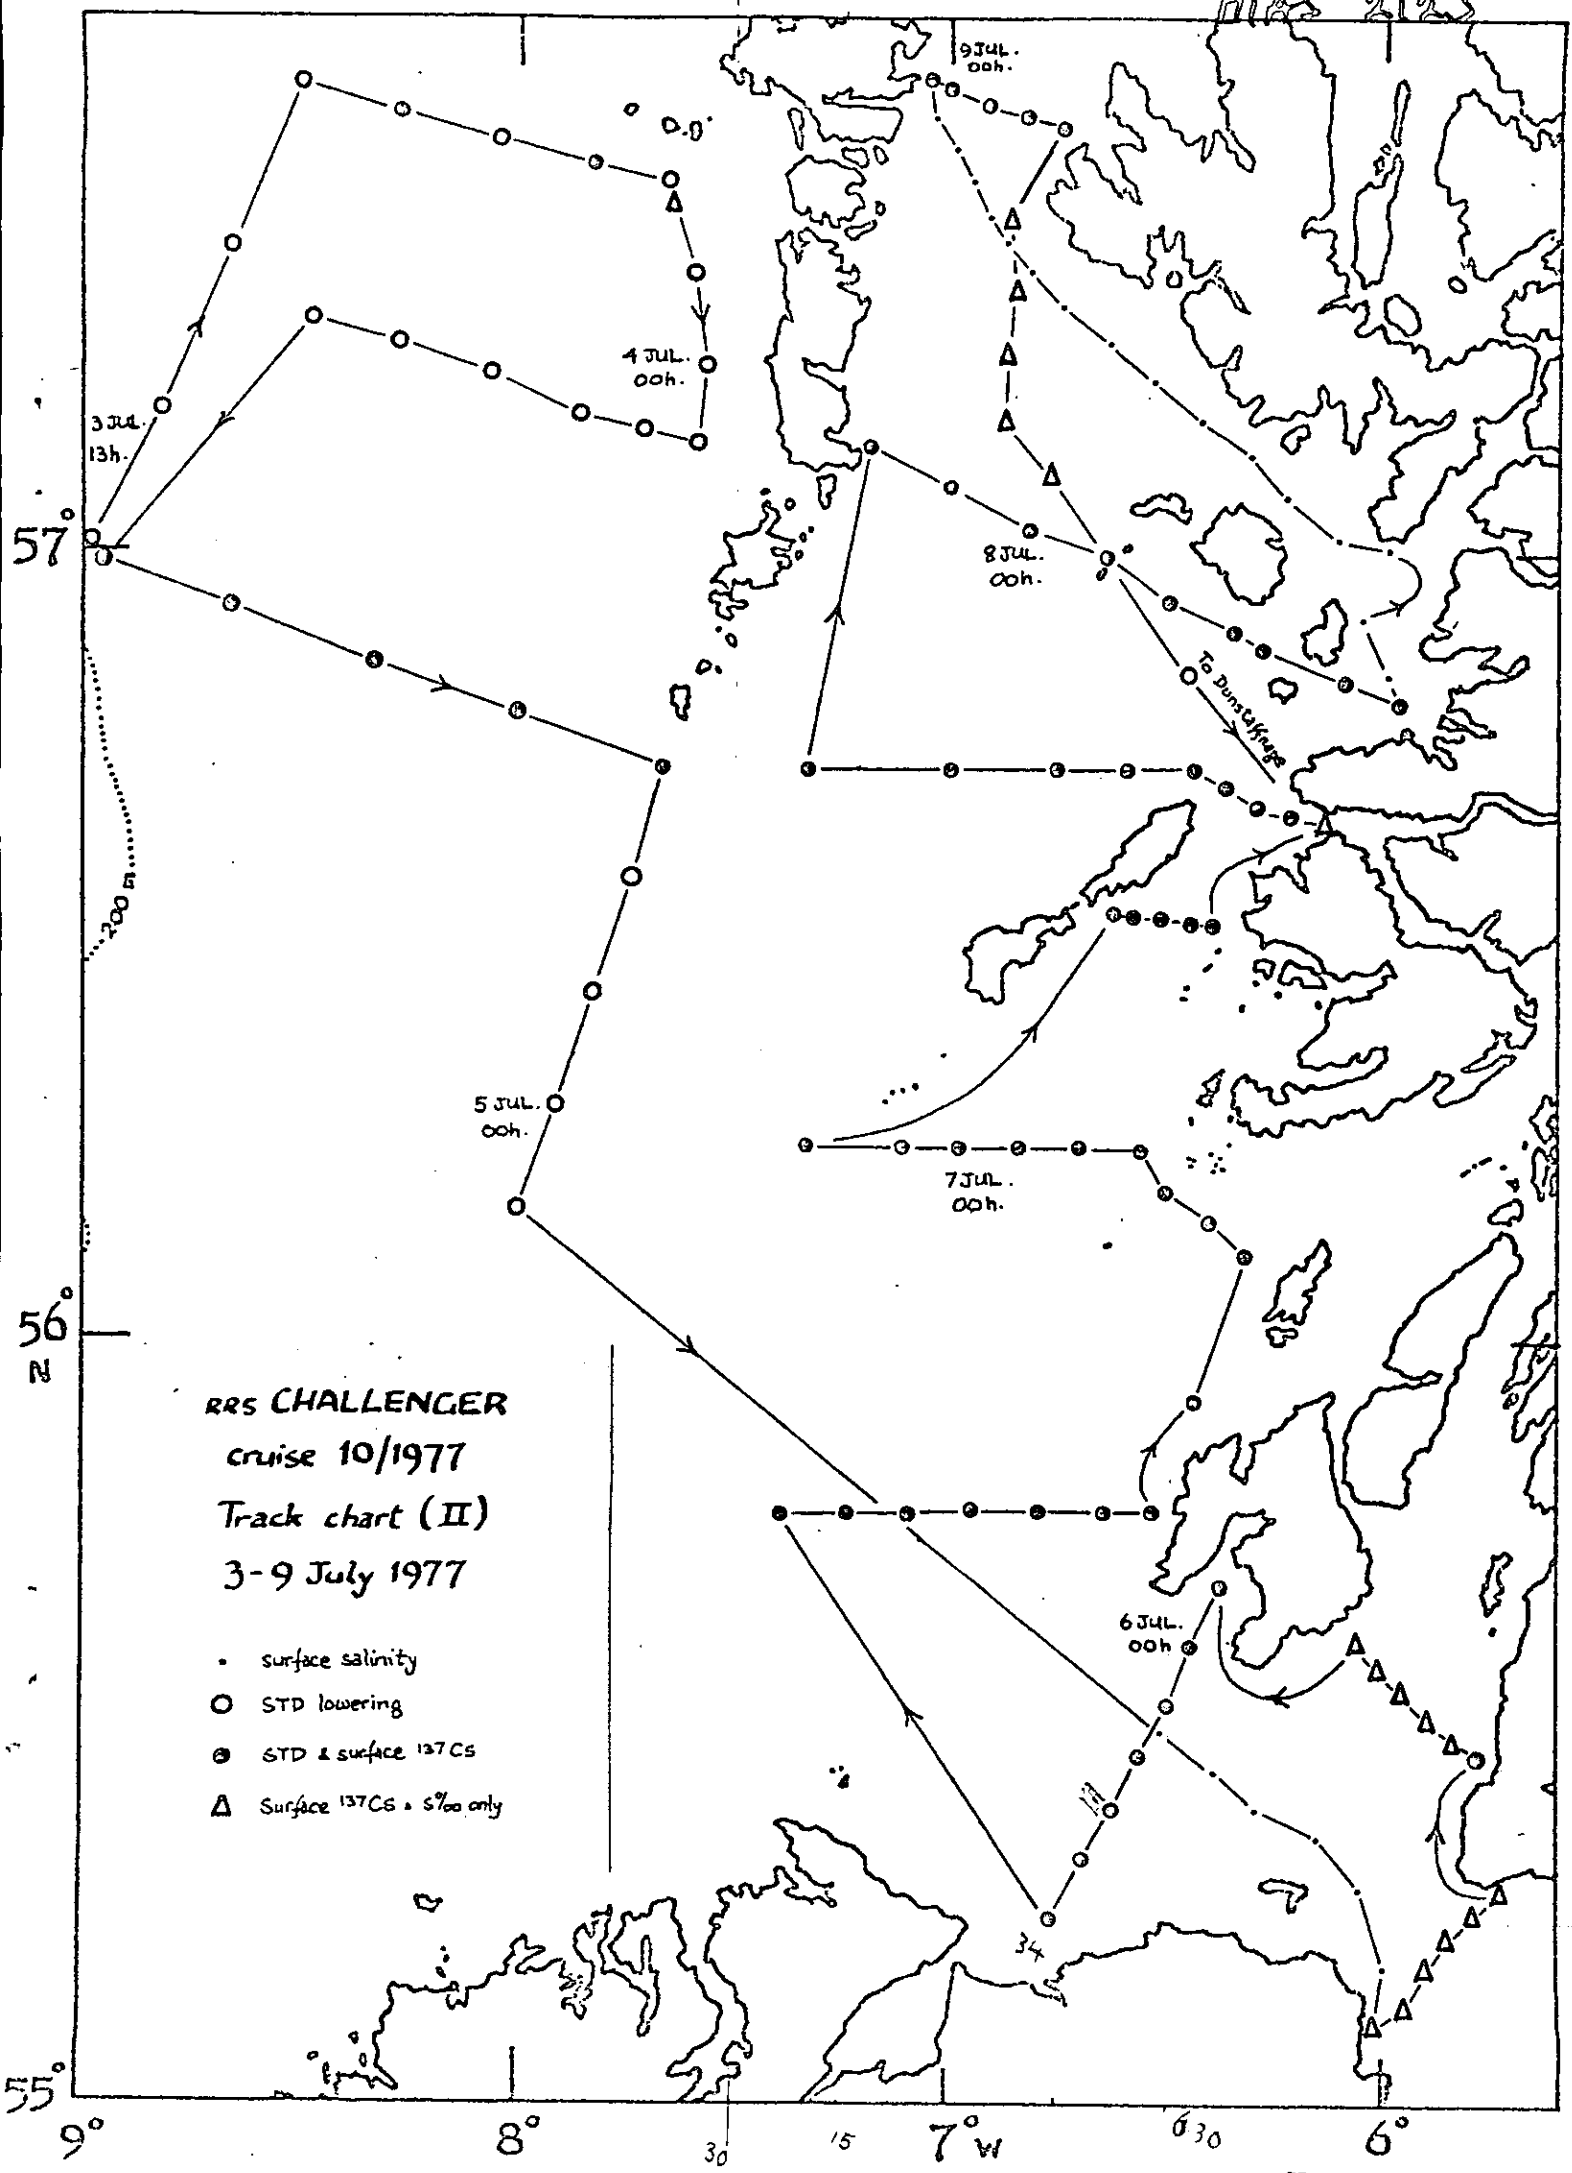 9 JUL.
00h.
4 JUL.
00h.
3 JUL.
13h.
57°
8 JUL.
00h.
To Dunstaffnage
200 m
5 JUL.
00h.
7 JUL.
00h.
56°
N
RRS CHALLENGER
cruise 10/1977
Track chart (II)
3-9 July 1977
6 JUL.
00h
• surface salinity
O STD lowering
STD & surface 137Cs
Δ Surface 137Cs & S‰ only
34
55°
9°
8°
30
15
7°W
6 30
6°